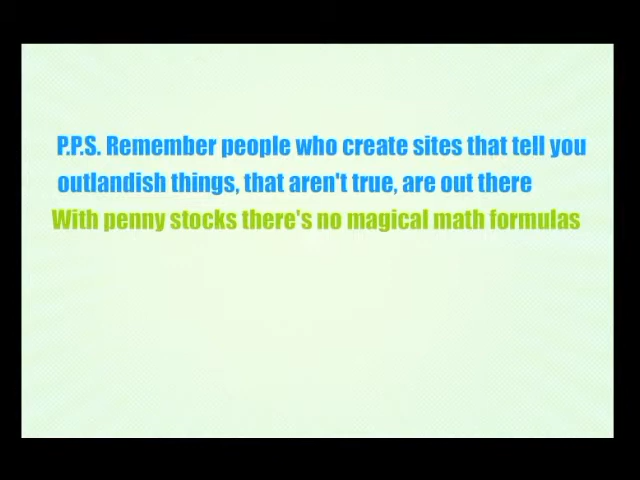 P.P.S. Remember people who create sites that tell you
outlandish things, that aren't true, are out there
With penny stocks there's no magical math formulas